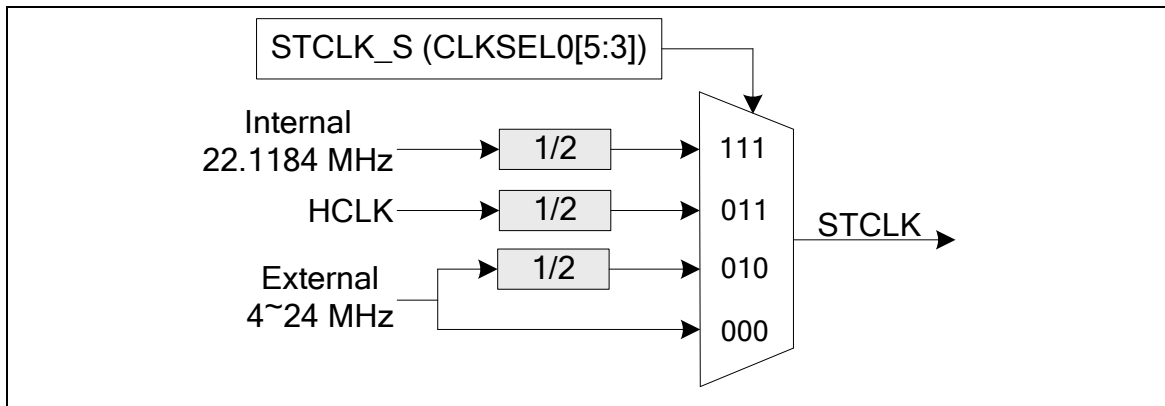 STCLK_S (CLKSEL0[5:3])
Internal
22.1184 MHz
1/2
111
HCLK
1/2
011
STCLK
External
4~24 MHz
1/2
010
000